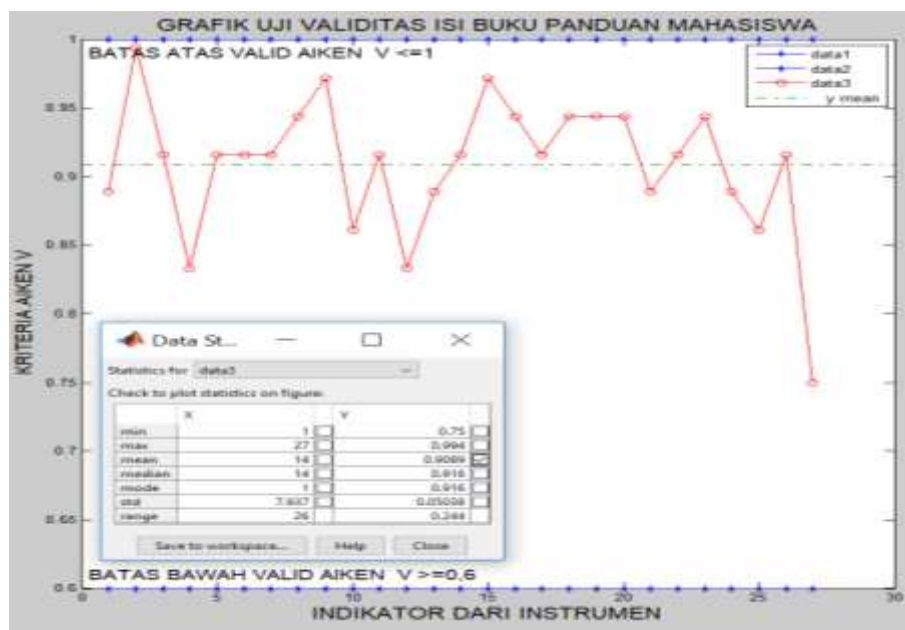 GRAFIK UJI VALIDITAS ISI BUKU PANDUAN MAHASISWA
1
BATAS ATAS VALID AIKEN V <=1
data1
data2
data3
y mean
0.95
0.9
0.85
0.8
0.75
0.7
0.65
0.6
KRITERIA AIKEN V
Data St...
Statistics for data3
Check to plot statistics on figure:
X Y
min 1 0.75
max 27 0.994
mean 14 0.9089
median 14 0.916
mode 1 0.916
std 7.937 0.05038
range 26 0.244
Save to workspace... Help Close
BATAS BAWAH VALID AIKEN V >=0,6
0 5 10 15 20 25 30
INDIKATOR DARI INSTRUMEN